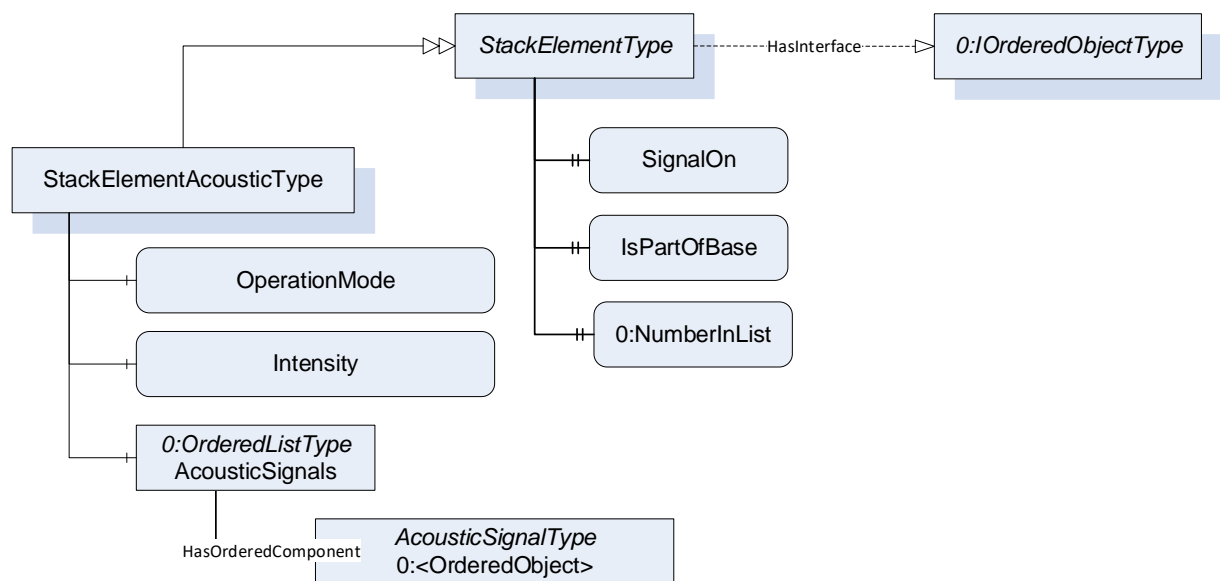 StackElementType
HasInterface
0:IOrderedObjectType
SignalOn
StackElementAcousticType
IsPartOfBase
OperationMode
0:NumberInList
Intensity
0:OrderedListType
AcousticSignals
HasOrderedComponent
AcousticSignalType
0:<OrderedObject>